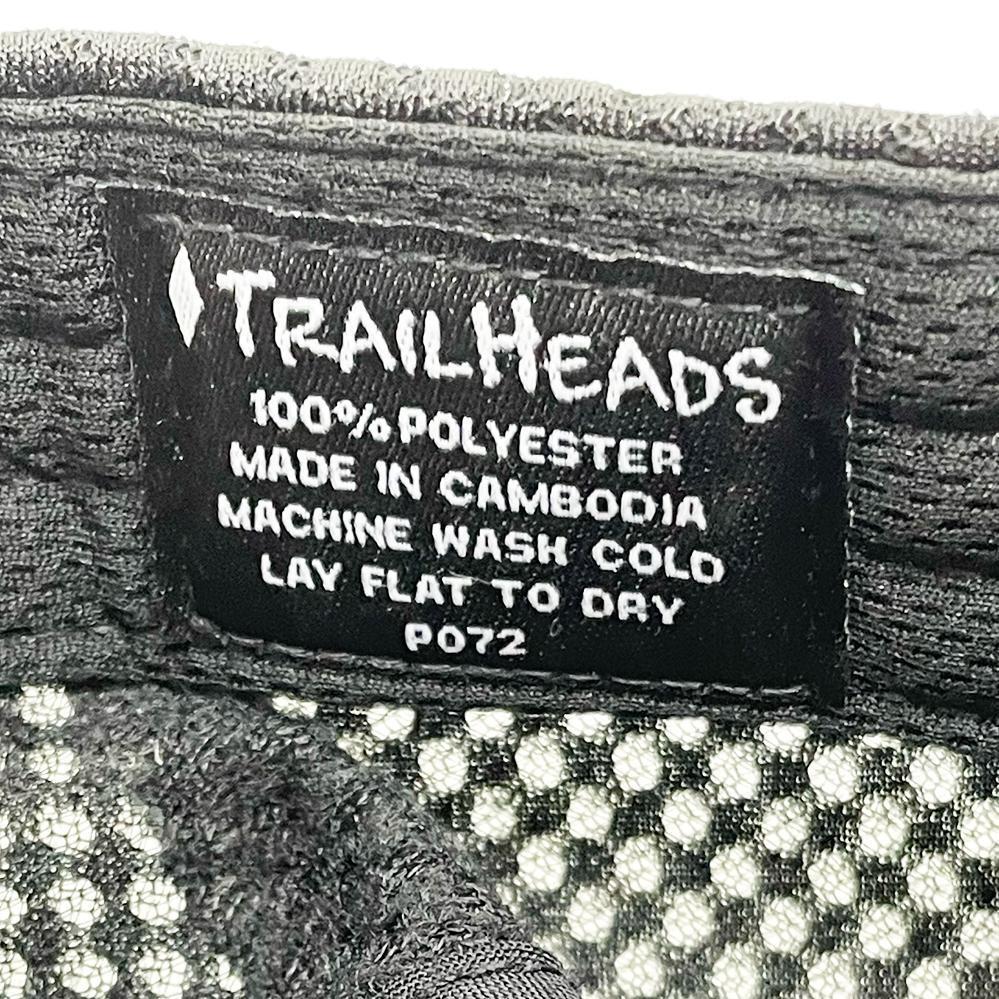 TRAILHEADS
100% POLYESTER
MADE IN CAMBODIA
MACHINE WASH COLD
LAY FLAT TO DRY
P072